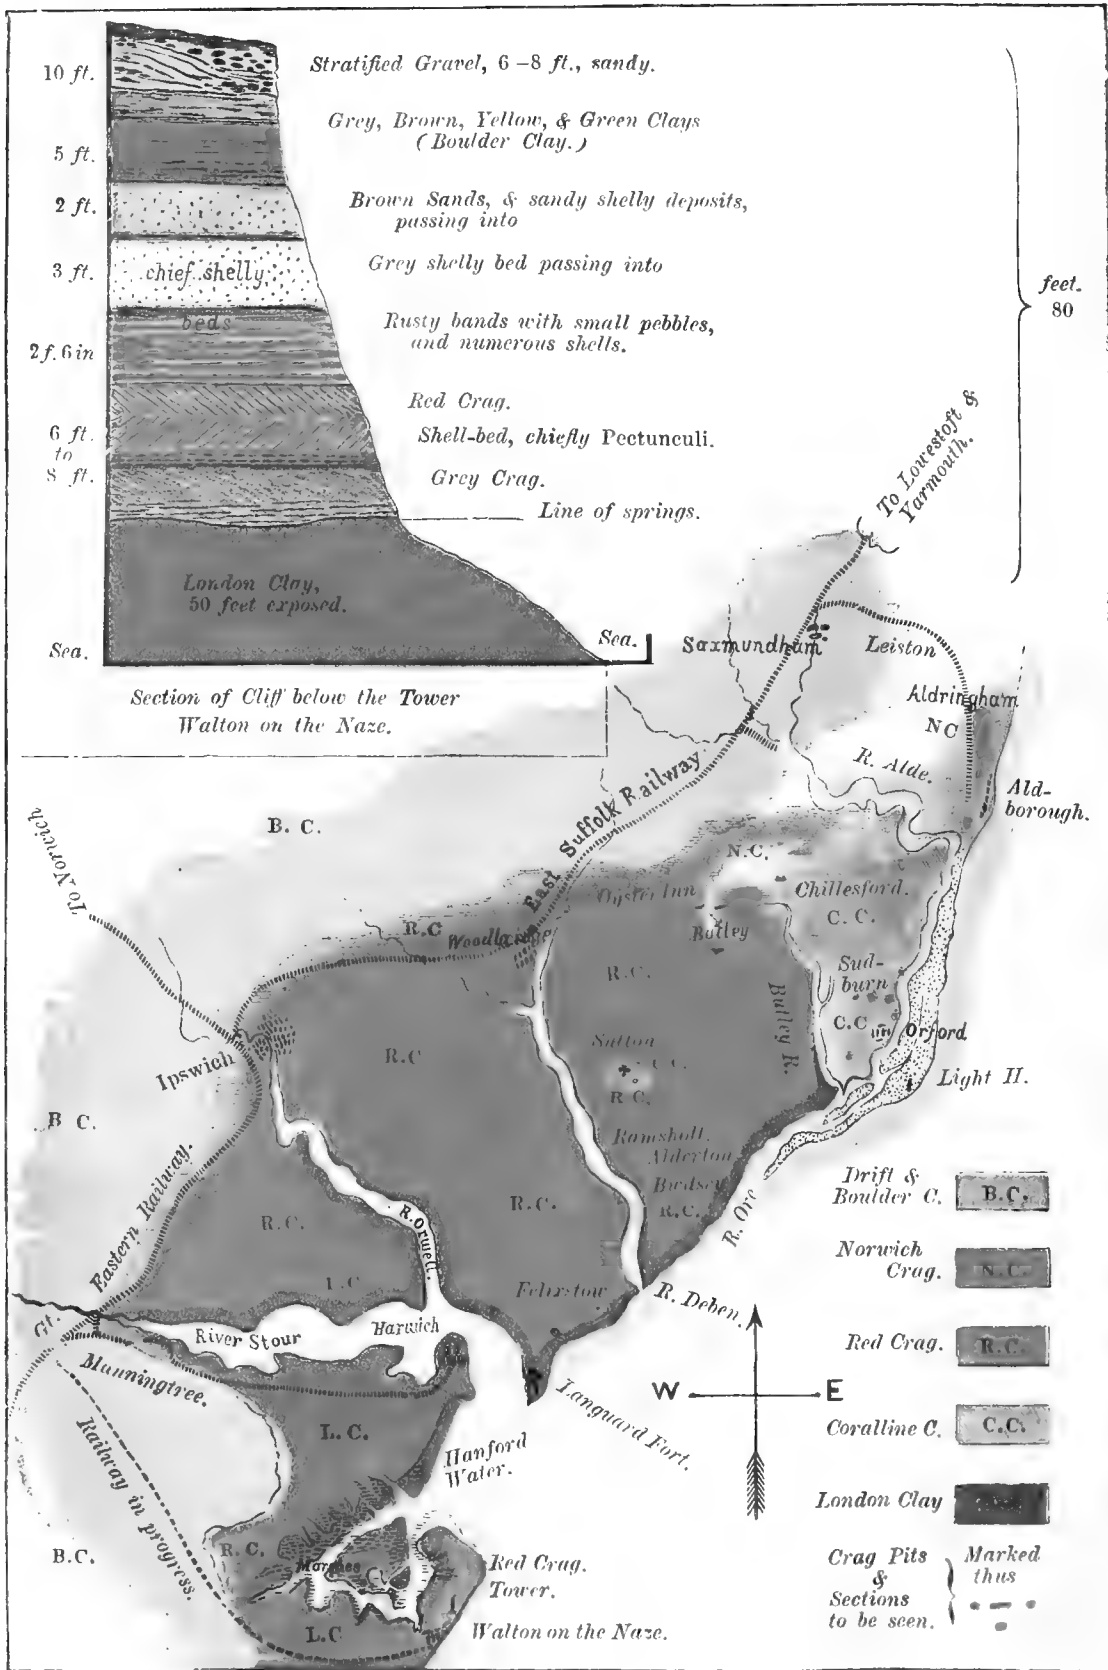 10 ft.
Stratified Gravel, 6–8 ft., sandy.
Grey, Brown, Yellow, & Green Clays
(Boulder Clay.)
5 ft.
2 ft.
Brown Sands, & sandy shelly deposits,
passing into
3 ft.
chief shelly
Grey shelly bed passing into
feet.
80
beds
Rusty bands with small pebbles,
and numerous shells.
2 f. 6 in
Red Crag.
6 ft.
to
8 ft.
Shell-bed, chiefly Pectunculi.
Grey Crag.
Line of springs.
London Clay,
50 feet exposed.
Sea.
Sea.
Section of Cliff below the Tower
Walton on the Naze.
To Lowestoft &
Yarmouth.
Saxmundham
Leiston
Aldringham
N C
R. Alde.
Ald-
borough.
East Suffolk Railway.
B. C.
To Norwich
N.C.
Oyster Inn
Chillesford.
C. C.
R.C
Woodbridge
Butley
R.C.
Sud-
burn
Butley R.
C.C
Orford
Ipswich
R.C
Sutton
C.C.
R.C.
Light H.
B C.
Ramsholt
Alderton
Bawdsey
R.C.
R. Ore
Eastern Railway.
Gt.
R.C.
R.Orwell.
R.C.
L.C
Felixstow
R. Deben.
River Stour
Harwich
Manningtree.
Languard Fort.
W
E
L.C.
Hanford
Water.
Railway in progress.
B.C.
R.C.
Marshes
Red Crag.
Tower.
L.C
Walton on the Naze.
Drift &
Boulder C.
B.C.
Norwich
Crag.
N.C.
Red Crag.
R.C.
Coralline C.
C.C.
London Clay
Crag Pits
&
Sections
to be seen.
Marked
thus